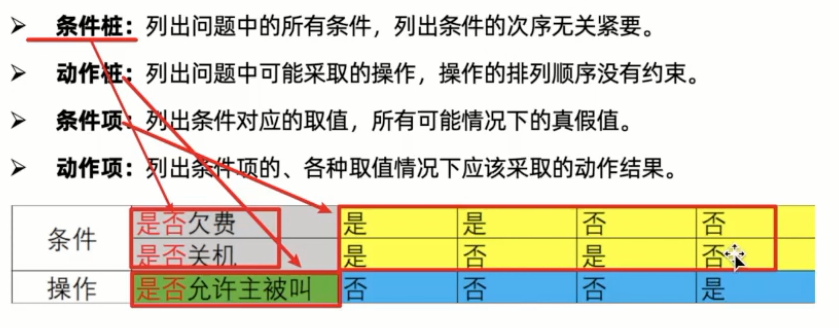 ➤ 条件桩：列出问题中的所有条件，列出条件的次序无关紧要。
➤ 动作桩：列出问题中可能采取的操作，操作的排列顺序没有约束。
➤ 条件项：列出条件对应的取值，所有可能情况下的真假值。
➤ 动作项：列出条件项的、各种取值情况下应该采取的动作结果。
条件 是否欠费 是 是 否 否
是否关机 是 否 是 否
操作 是否允许主被叫 否 否 否 是